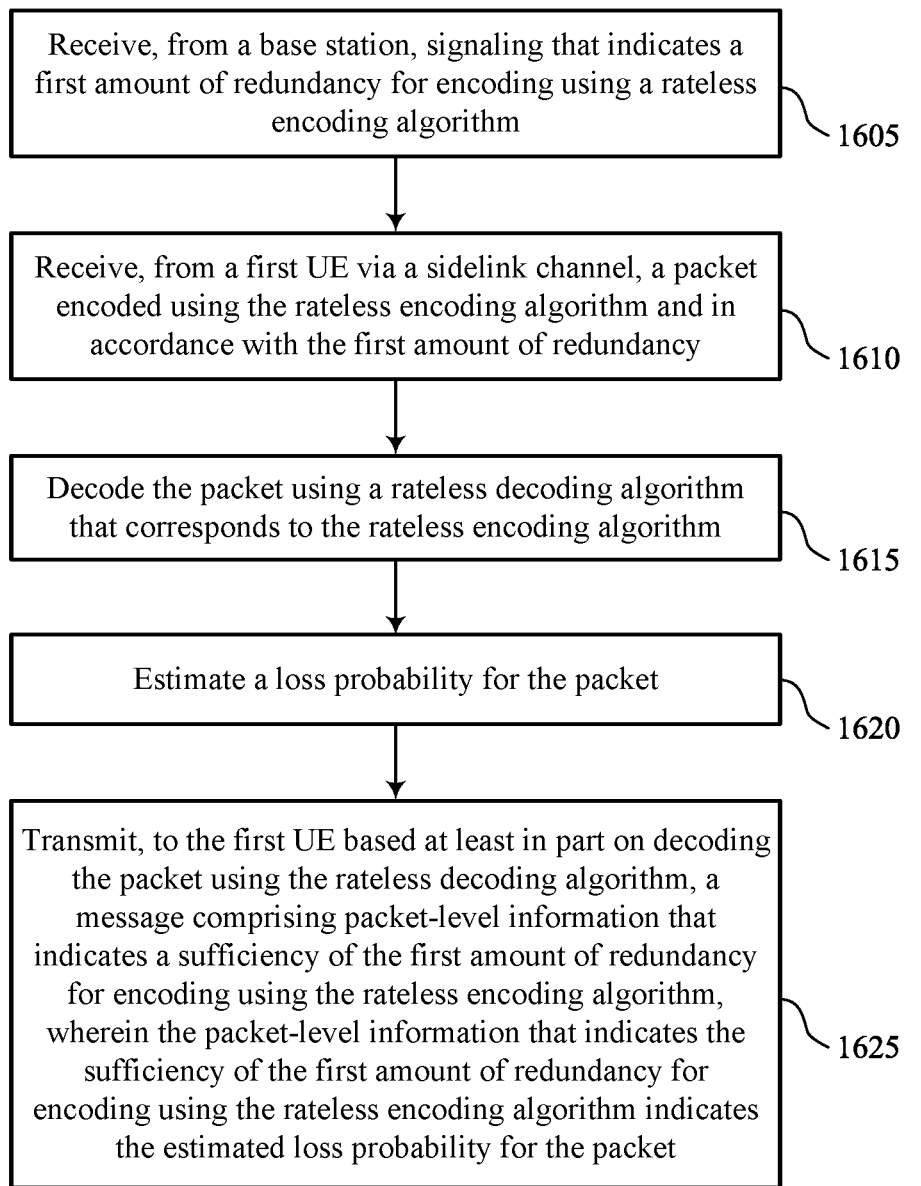 Receive, from a base station, signaling that indicates a
first amount of redundancy for encoding using a rateless
encoding algorithm
1605
Receive, from a first UE via a sidelink channel, a packet
encoded using the rateless encoding algorithm and in
accordance with the first amount of redundancy
1610
Decode the packet using a rateless decoding algorithm
that corresponds to the rateless encoding algorithm
1615
Estimate a loss probability for the packet
1620
Transmit, to the first UE based at least in part on decoding
the packet using the rateless decoding algorithm, a
message comprising packet-level information that
indicates a sufficiency of the first amount of redundancy
for encoding using the rateless encoding algorithm,
wherein the packet-level information that indicates the
sufficiency of the first amount of redundancy for
encoding using the rateless encoding algorithm indicates
the estimated loss probability for the packet
1625